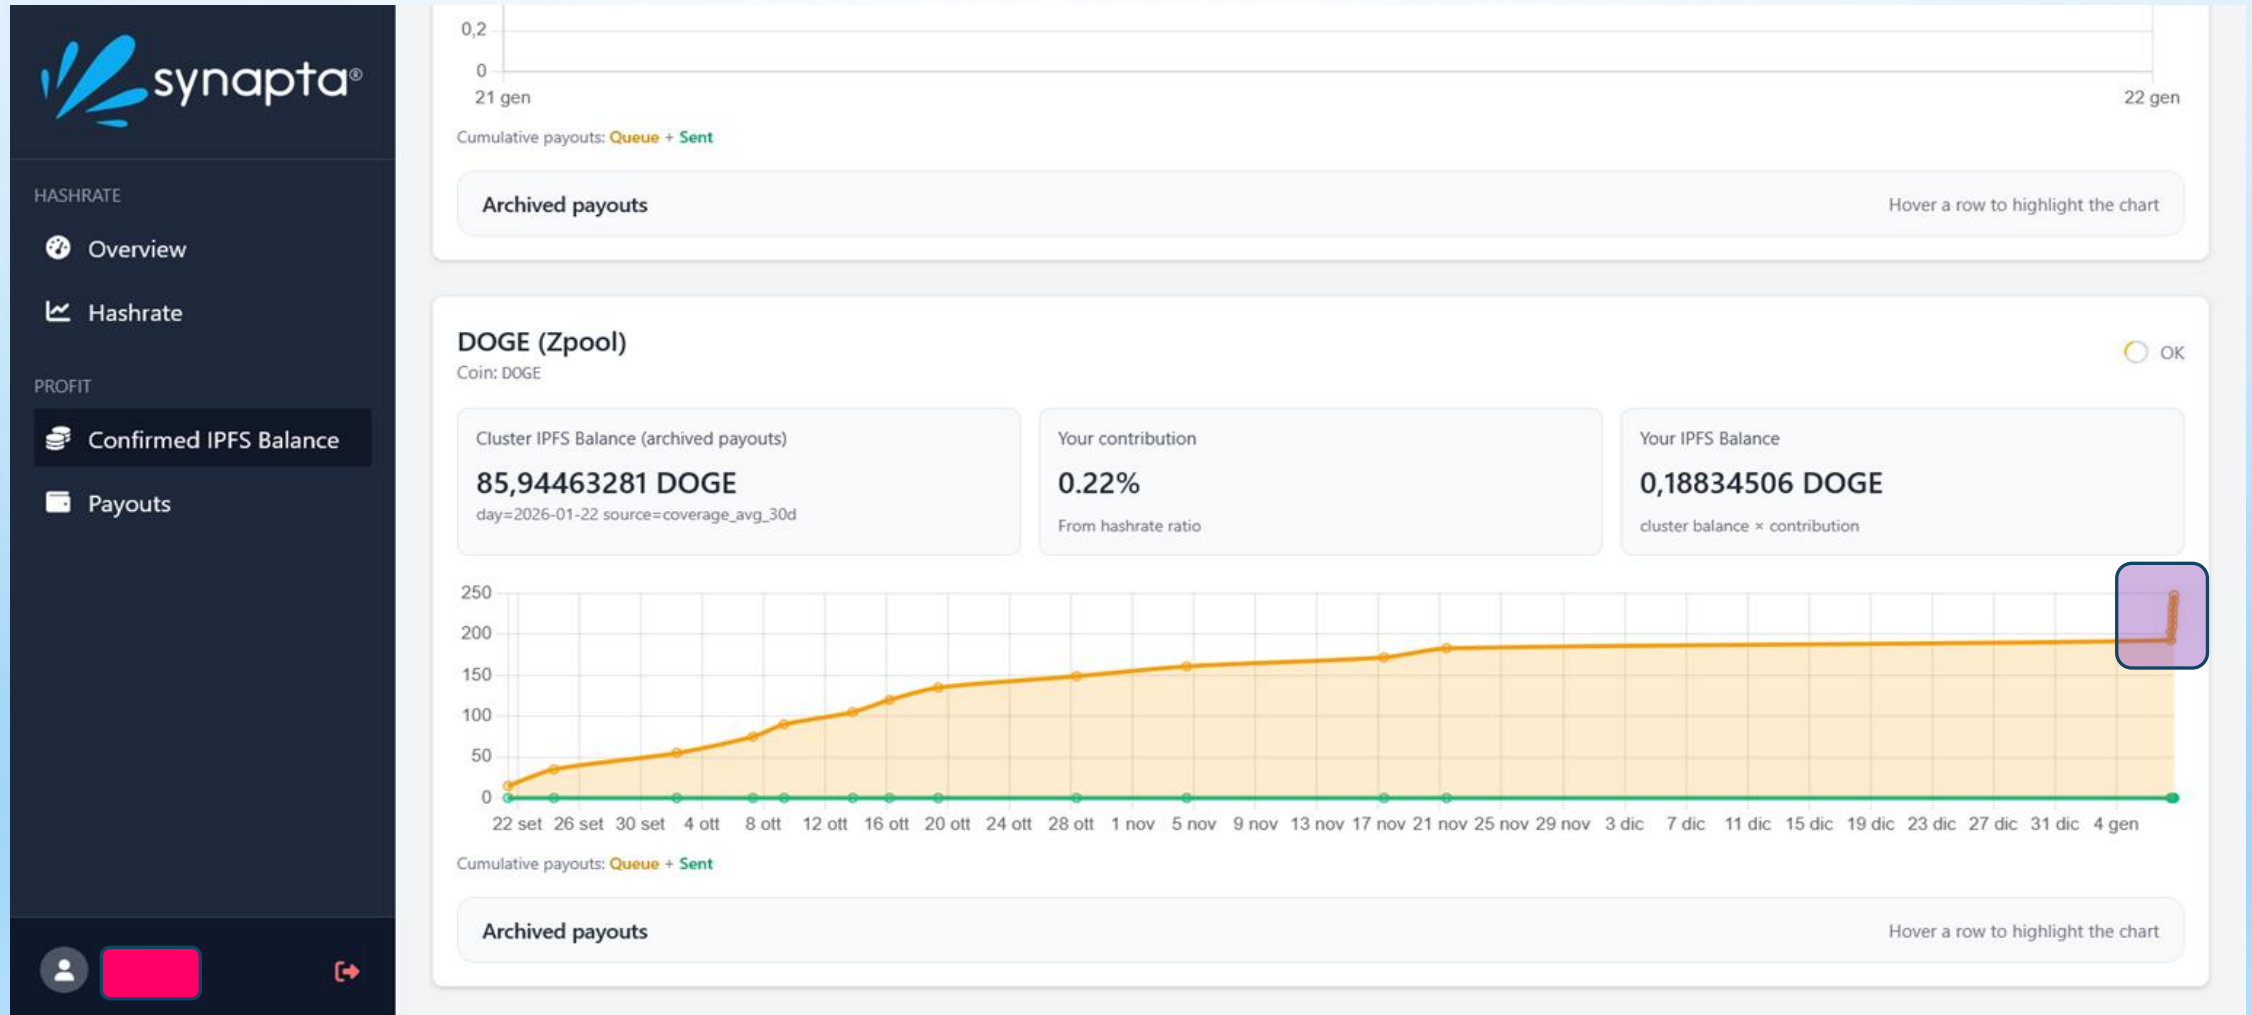 synapta®
HASHRATE
Overview
Hashrate
PROFIT
Confirmed IPFS Balance
Payouts
0,2
0
21 gen 22 gen
Cumulative payouts: Queue + Sent
Archived payouts Hover a row to highlight the chart
DOGE (Zpool) OK
Coin: DOGE
Cluster IPFS Balance (archived payouts)
85,94463281 DOGE
day=2026-01-22 source=coverage_avg_30d
Your contribution
0.22%
From hashrate ratio
Your IPFS Balance
0,18834506 DOGE
cluster balance × contribution
250
200
150
100
50
0
22 set 26 set 30 set 4 ott 8 ott 12 ott 16 ott 20 ott 24 ott 28 ott 1 nov 5 nov 9 nov 13 nov 17 nov 21 nov 25 nov 29 nov 3 dic 7 dic 11 dic 15 dic 19 dic 23 dic 27 dic 31 dic 4 gen
Cumulative payouts: Queue + Sent
Archived payouts Hover a row to highlight the chart